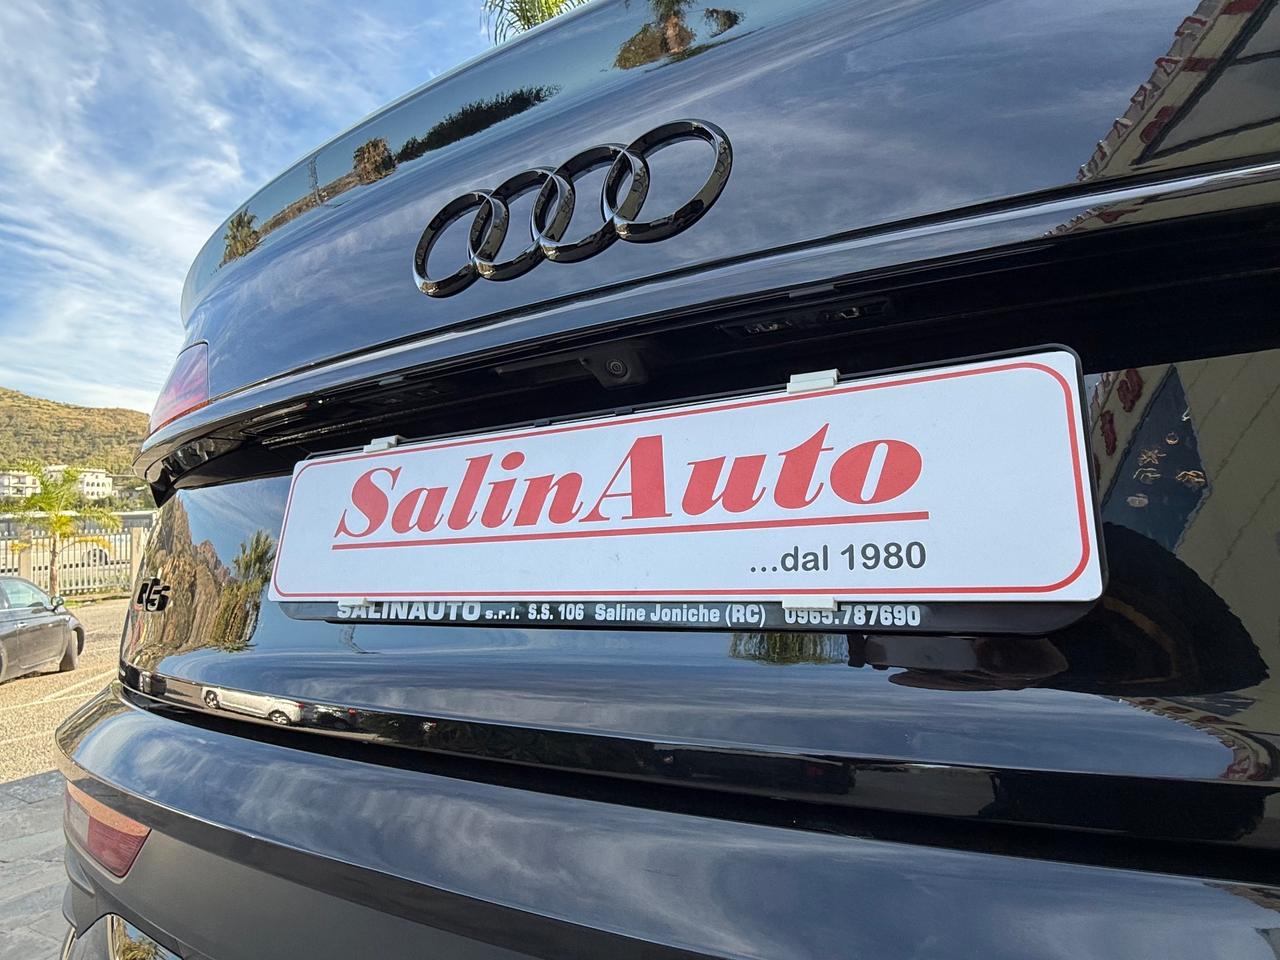 SalinAuto
...dal 1980
SALINAUTO s.r.l. S.S. 106 Saline Joniche (RC) 0965.787690